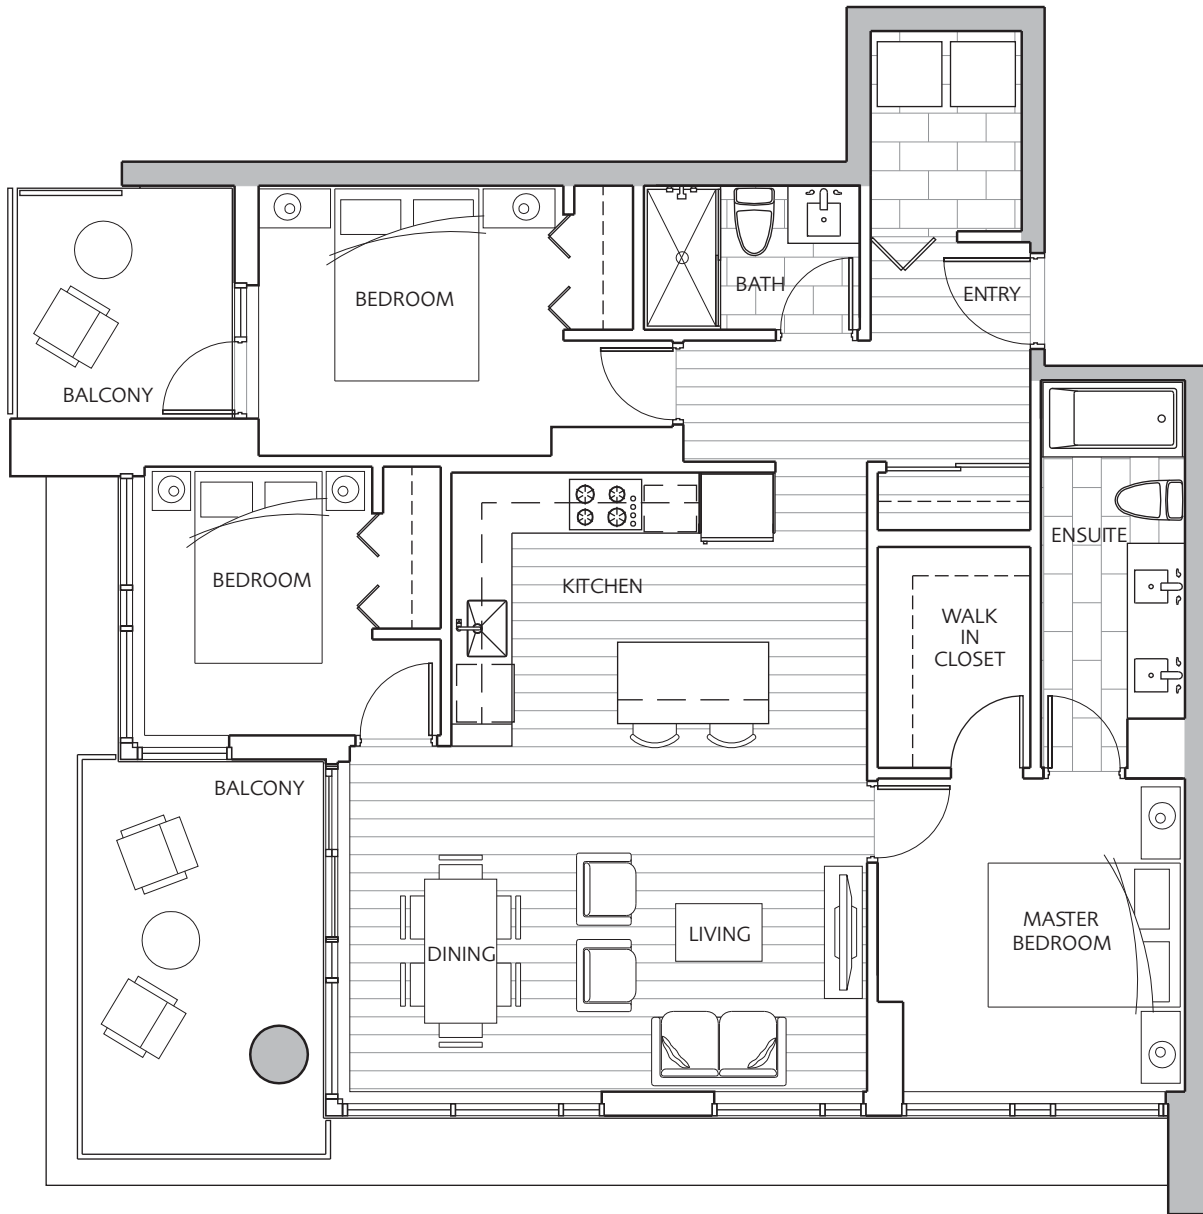 BEDROOM
BATH
ENTRY
BALCONY
ENSUITE
BEDROOM
KITCHEN
WALK
IN
CLOSET
BALCONY
DINING
LIVING
MASTER
BEDROOM